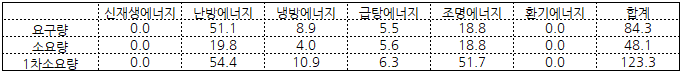 신재생에너지 난방에너지 냉방에너지 급탕에너지 조명에너지 환기에너지 합계
요구량 0.0 51.1 8.9 5.5 18.8 0.0 84.3
소요량 0.0 19.8 4.0 5.6 18.8 0.0 48.1
1차소요량 0.0 54.4 10.9 6.3 51.7 0.0 123.3